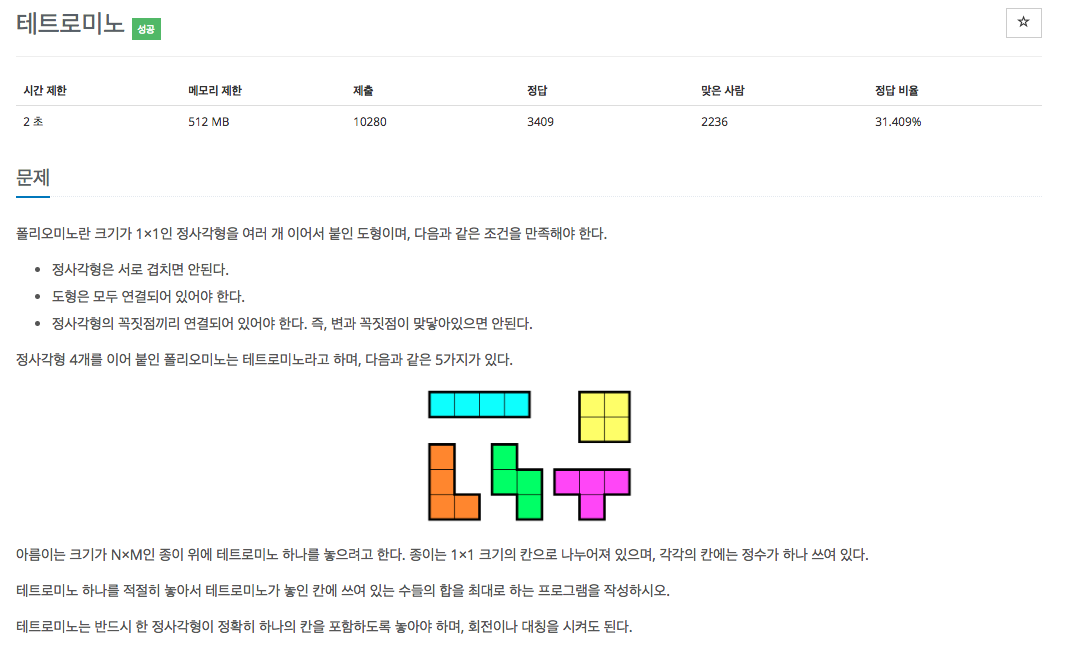 테트로미노 성공
☆
시간 제한 메모리 제한 제출 정답 맞은 사람 정답 비율
2 초 512 MB 10280 3409 2236 31.409%
문제
폴리오미노란 크기가 1×1인 정사각형을 여러 개 이어서 붙인 도형이며, 다음과 같은 조건을 만족해야 한다.
• 정사각형은 서로 겹치면 안된다.
• 도형은 모두 연결되어 있어야 한다.
• 정사각형의 꼭짓점끼리 연결되어 있어야 한다. 즉, 변과 꼭짓점이 맞닿아있으면 안된다.
정사각형 4개를 이어 붙인 폴리오미노는 테트로미노라고 하며, 다음과 같은 5가지가 있다.
아름이는 크기가 N×M인 종이 위에 테트로미노 하나를 놓으려고 한다. 종이는 1×1 크기의 칸으로 나누어져 있으며, 각각의 칸에는 정수가 하나 쓰여 있다.
테트로미노 하나를 적절히 놓아서 테트로미노가 놓인 칸에 쓰여 있는 수들의 합을 최대로 하는 프로그램을 작성하시오.
테트로미노는 반드시 한 정사각형이 정확히 하나의 칸을 포함하도록 놓아야 하며, 회전이나 대칭을 시켜도 된다.